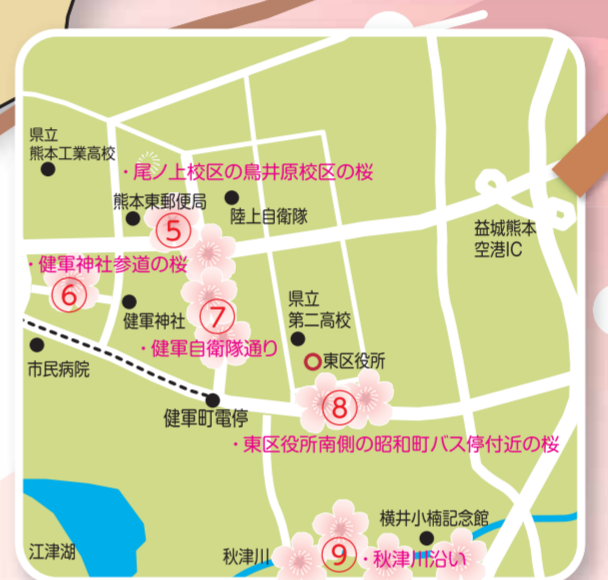 県立
熊本工業高校
・尾ノ上校区の鳥井原校区の桜
熊本東郵便局
⑤
陸上自衛隊
益城熊本
空港IC
・健軍神社参道の桜
⑥
健軍神社
⑦
県立
第二高校
・健軍自衛隊通り
市民病院
東区役所
健軍町電停
⑧
・東区役所南側の昭和町バス停付近の桜
横井小楠記念館
江津湖
秋津川
⑨
・秋津川沿い